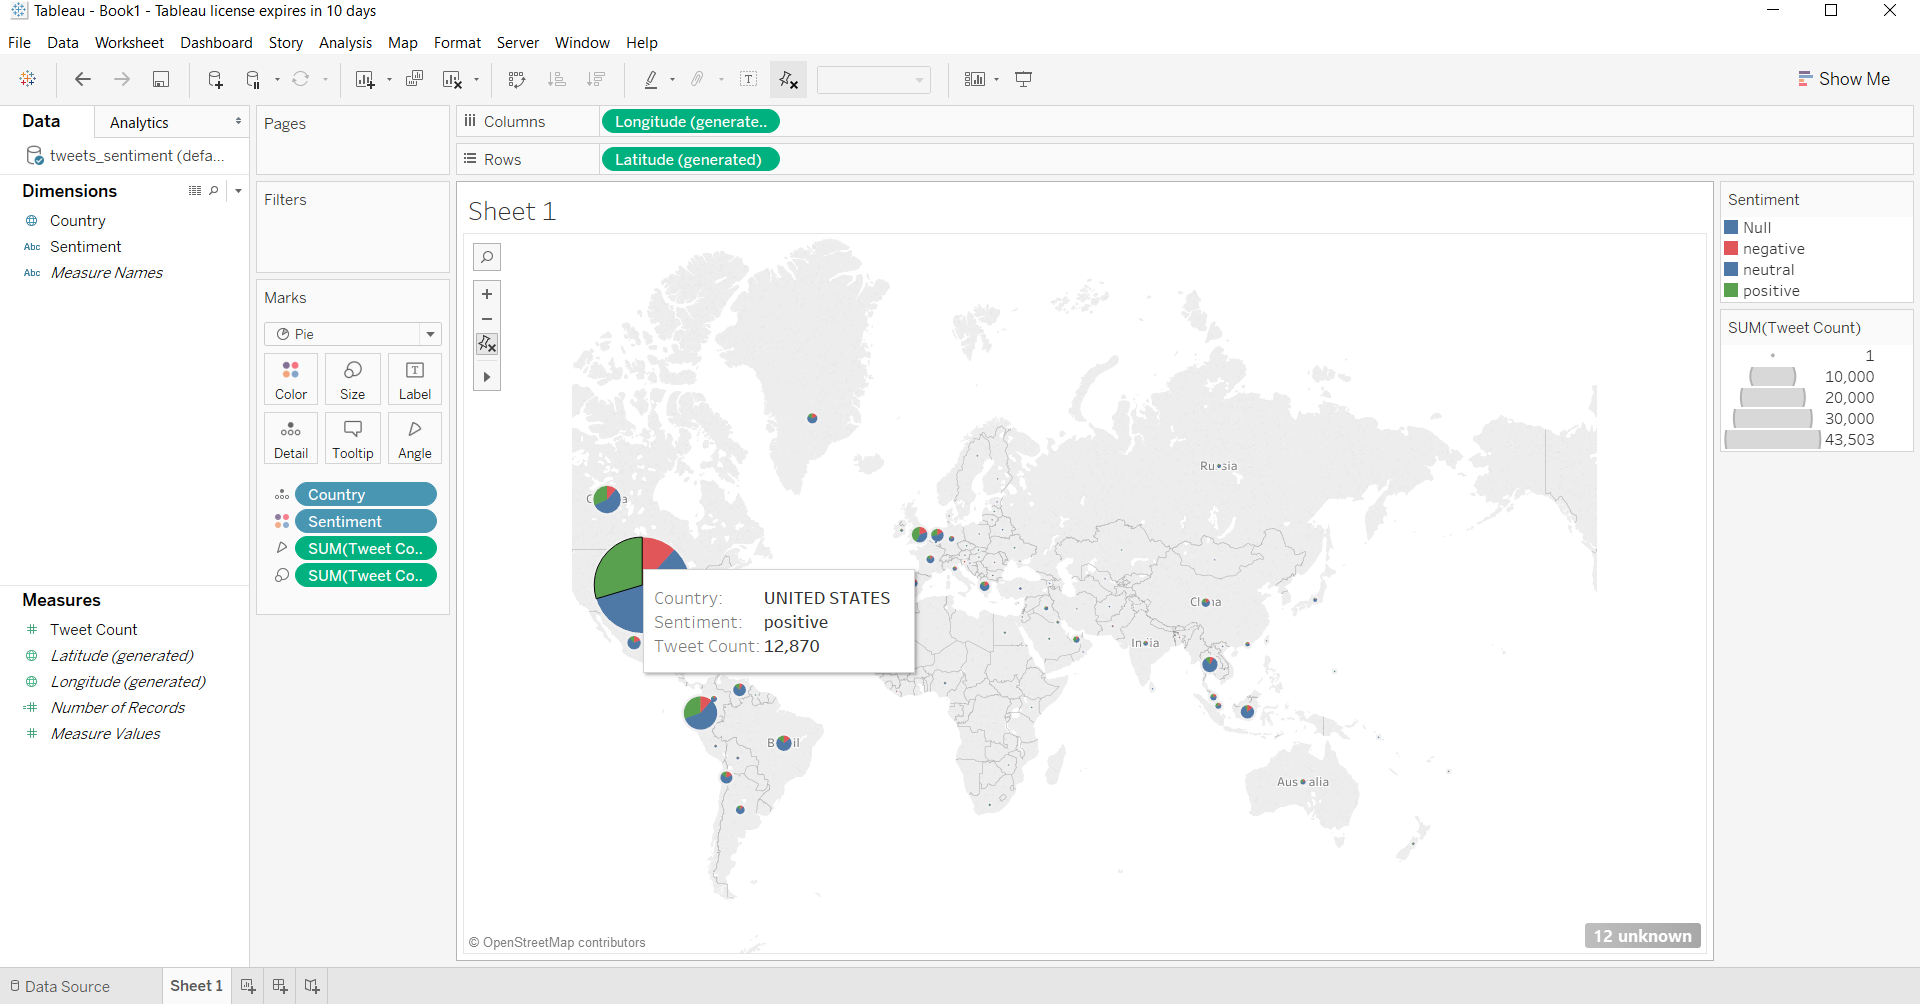 Tableau - Book1 - Tableau license expires in 10 days
File Data Worksheet Dashboard Story Analysis Map Format Server Window Help
Show Me
Data
Analytics
tweets_sentiment (defa...
Dimensions
Country
Abc Sentiment
Abc Measure Names
Measures
Tweet Count
Latitude (generated)
Longitude (generated)
Number of Records
Measure Values
Pages
Filters
Marks
Pie
Color Size Label
Detail Tooltip Angle
Country
Sentiment
SUM(Tweet Co..
SUM(Tweet Co..
Columns Longitude (generate..
Rows Latitude (generated)
Sheet 1
Russia
China
India
Brazil
Australia
Country: UNITED STATES
Sentiment: positive
Tweet Count: 12,870
© OpenStreetMap contributors
12 unknown
Sentiment
Null
negative
neutral
positive
SUM(Tweet Count)
1
10,000
20,000
30,000
43,503
Data Source
Sheet 1